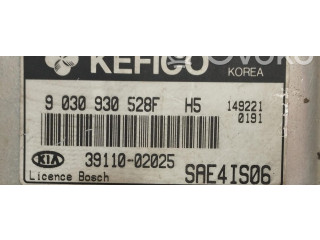 KEFICO
KOREA
9 030 930 528F H5 149221
0191
KIA 39110-02025
Licence Bosch SAE4IS06